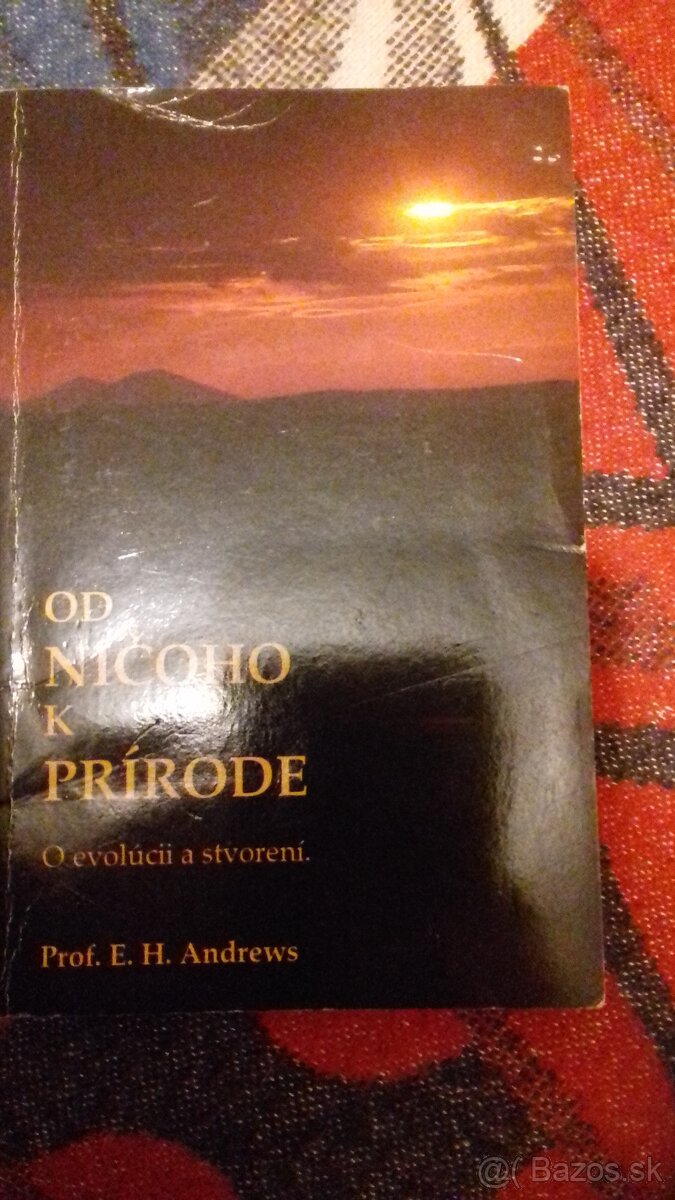 OD
NIČOHO
K
PRÍRODE
O evolúcii a stvorení.
Prof. E. H. Andrews
@( Bazos.sk